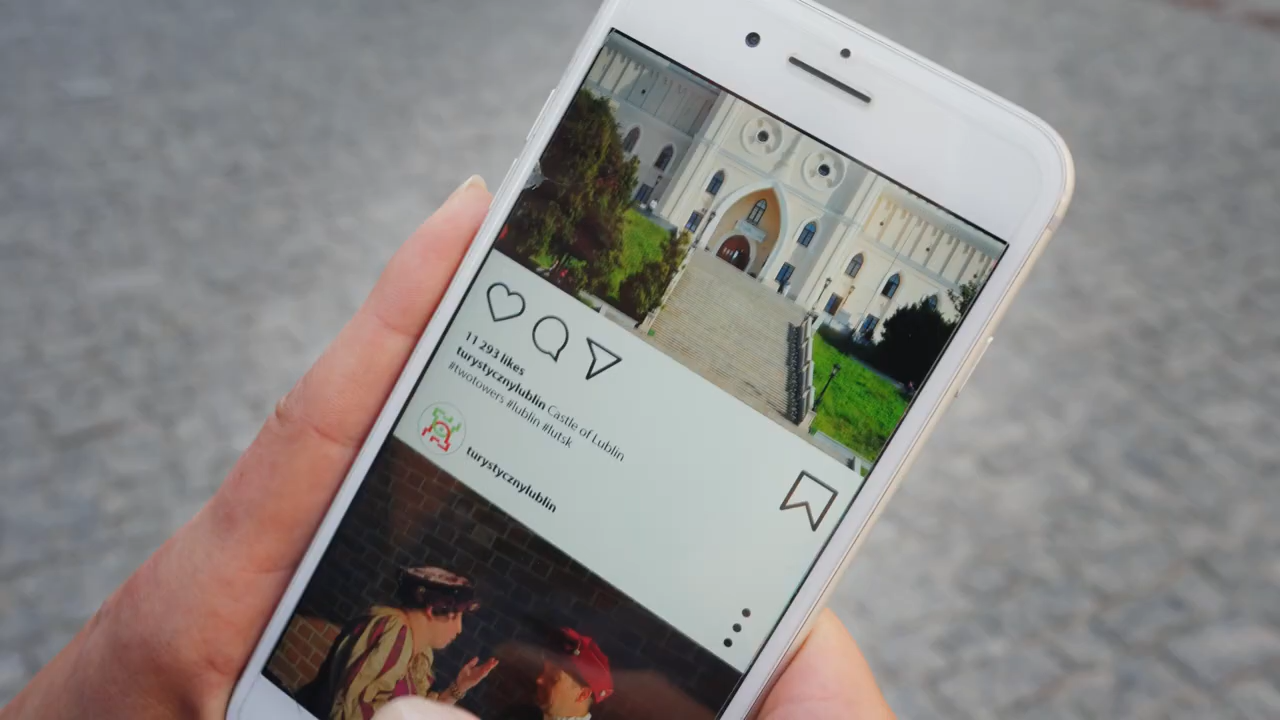 11 293 likes
turystycznylublin Castle of Lublin
#twotowers #lublin #lutsk
turystycznylublin